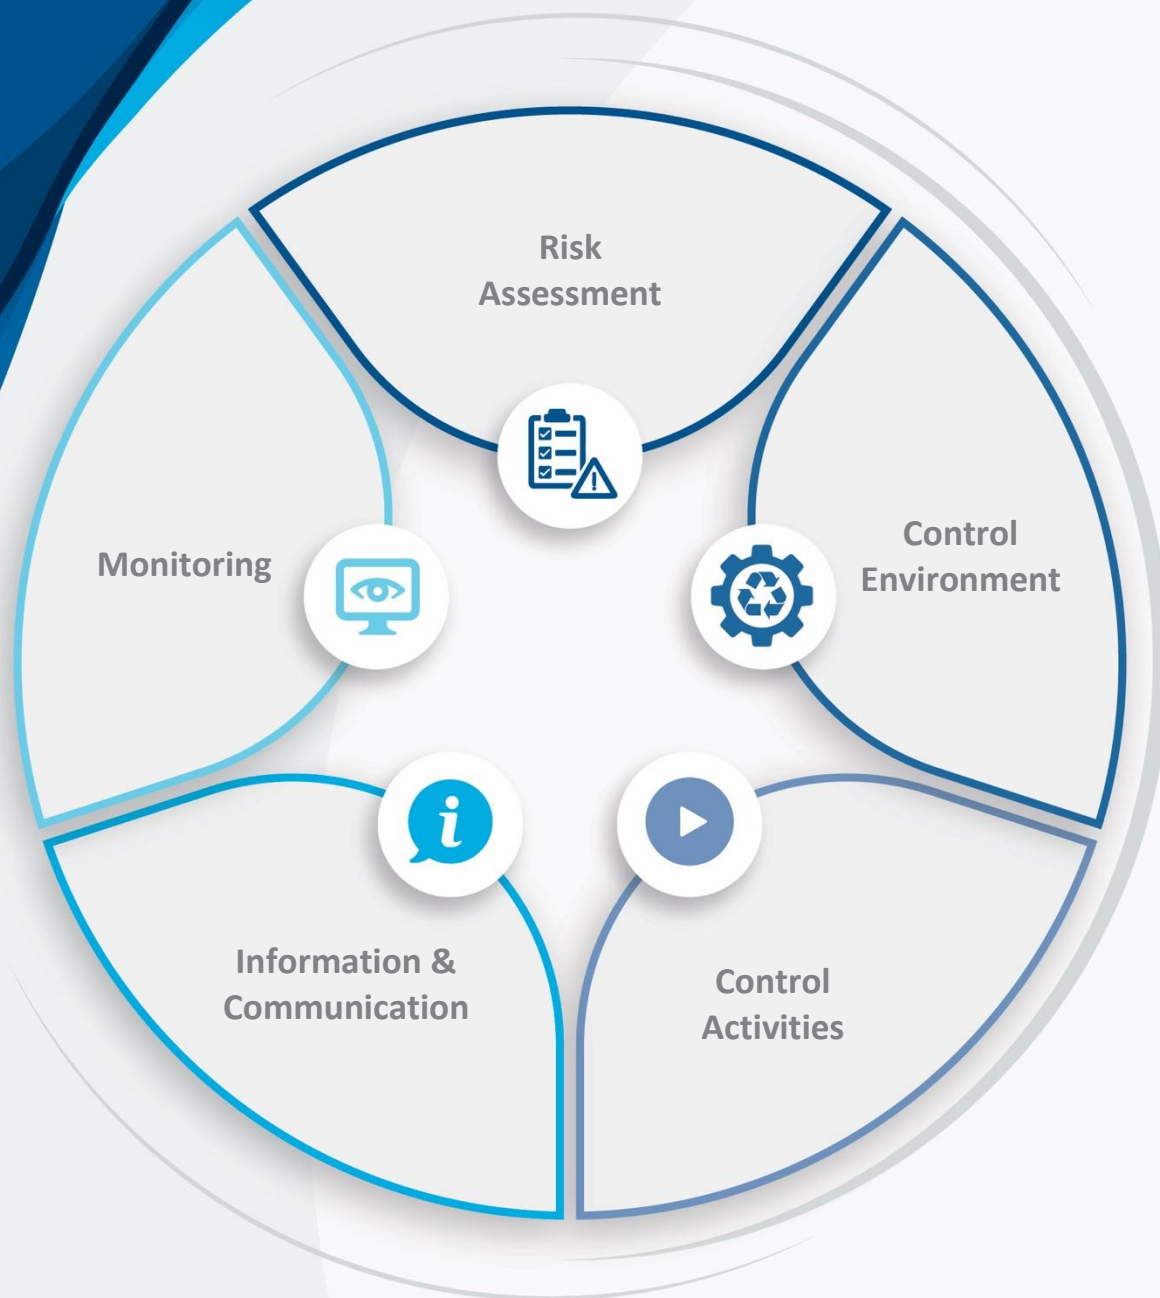 Risk
Assessment
Control
Environment
Monitoring
Information &
Communication
Control
Activities